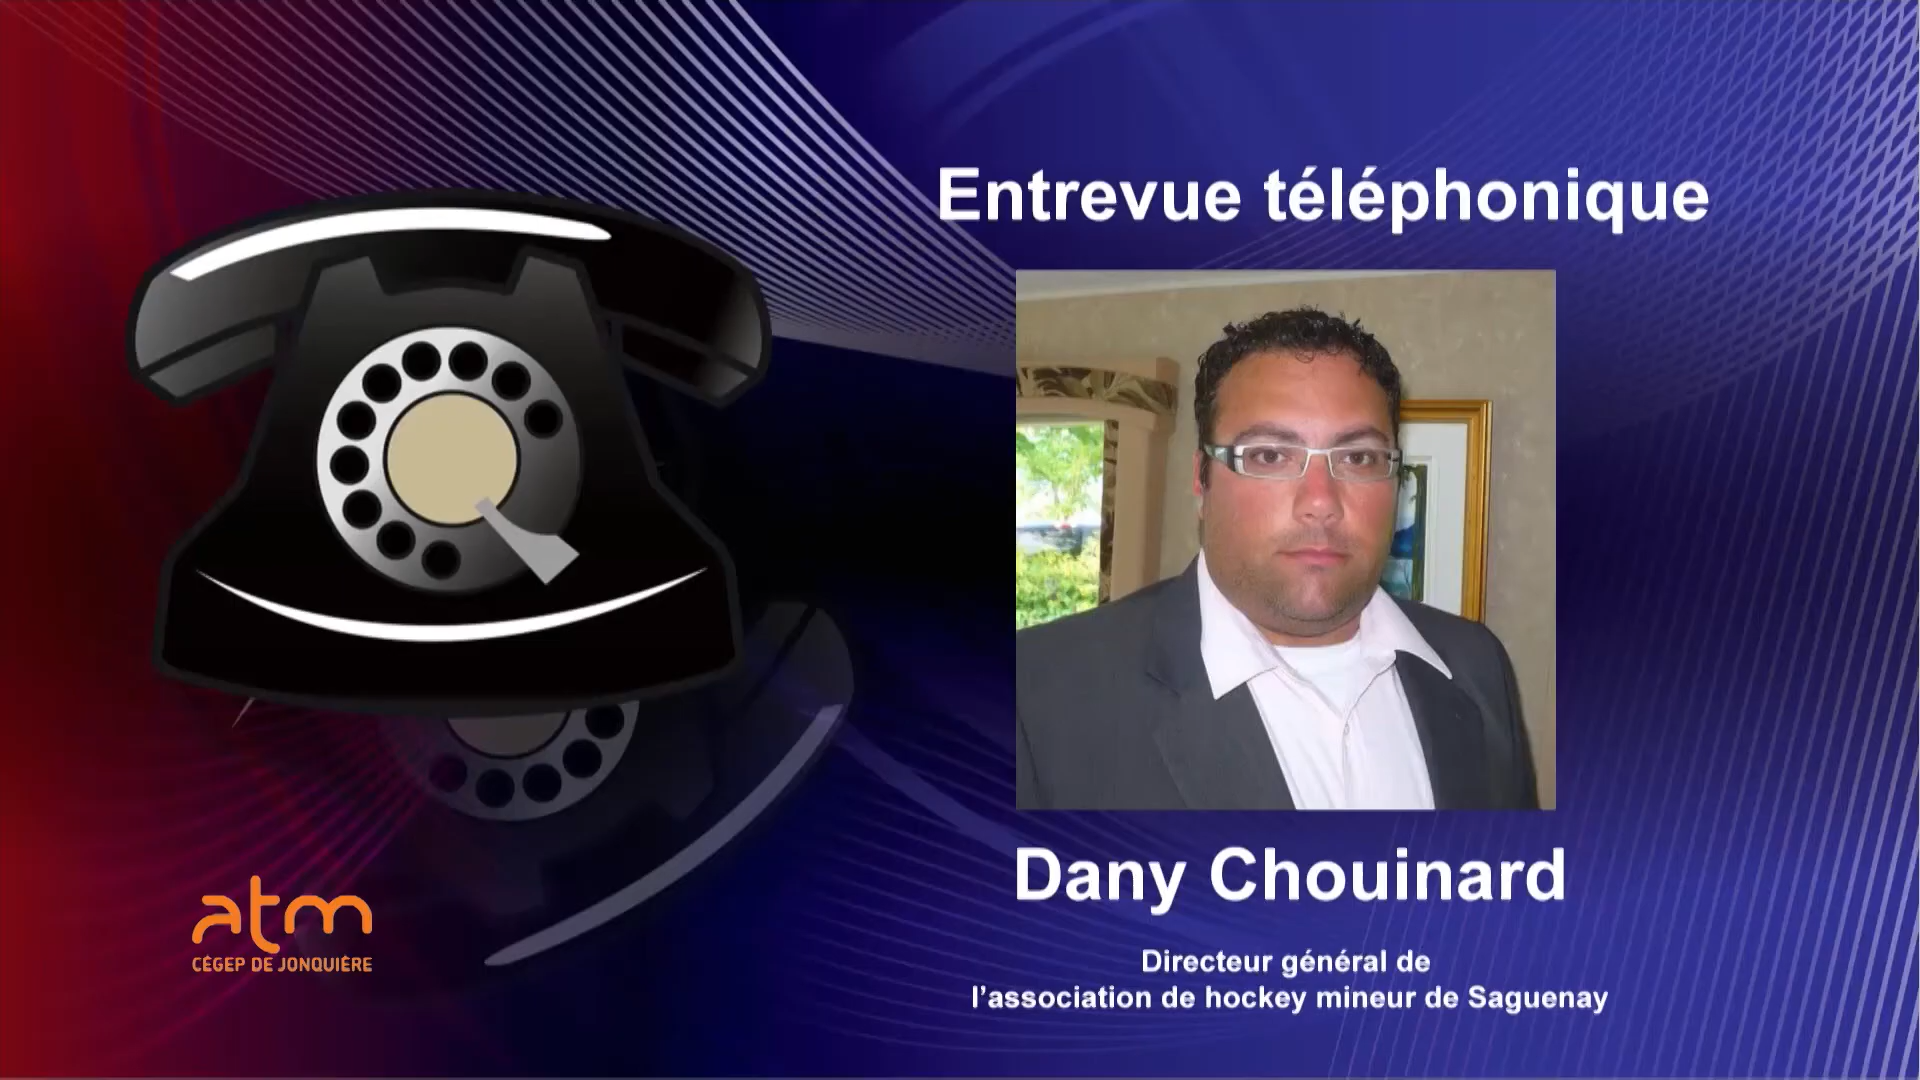 Entrevue téléphonique
Dany Chouinard
Directeur général de
l’association de hockey mineur de Saguenay
atm
CÉGEP DE JONQUIÈRE